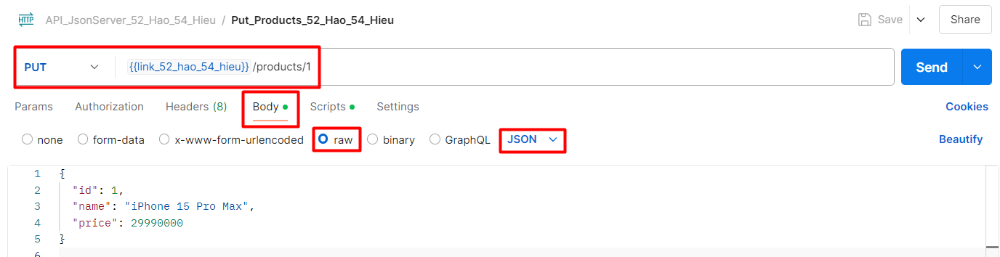 HTTP API_JsonServer_52_Hao_54_Hieu / Put_Products_52_Hao_54_Hieu Save Share
PUT {{link_52_hao_54_hieu}} /products/1 Send
Params Authorization Headers (8) Body Scripts Settings Cookies
none form-data x-www-form-urlencoded raw binary GraphQL JSON Beautify
1 {
2 "id": 1,
3 "name": "iPhone 15 Pro Max",
4 "price": 29990000
5 }
6